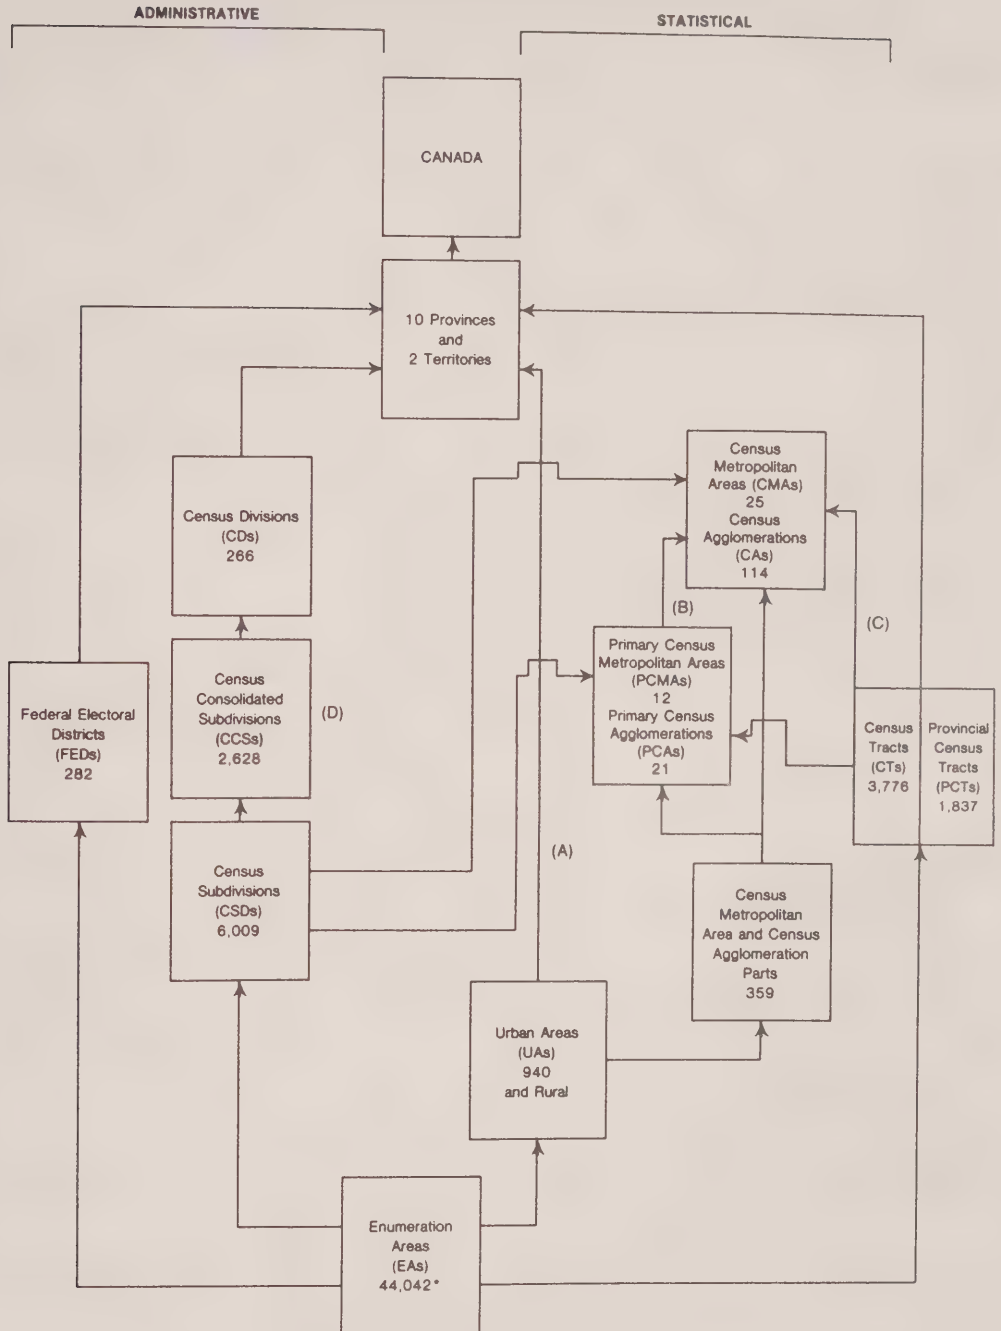 ADMINISTRATIVE
STATISTICAL
CANADA
10 Provinces
and
2 Territories
Census
Metropolitan
Areas (CMAs)
25
Census
Agglomerations
(CAs)
114
Census Divisions
(CDs)
266
(B)
(C)
Primary Census
Metropolitan Areas
(PCMAs)
12
Primary Census
Agglomerations
(PCAs)
21
Federal Electoral
Districts
(FEDs)
282
Census
Consolidated
Subdivisions
(CCSs)
2,628
(D)
Census
Tracts
(CTs)
3,776
Provincial
Census
Tracts
(PCTs)
1,837
(A)
Census
Subdivisions
(CSDs)
6,009
Census
Metropolitan
Area and Census
Agglomeration
Parts
359
Urban Areas
(UAs)
940
and Rural
Enumeration
Areas
(EAs)
44,042*